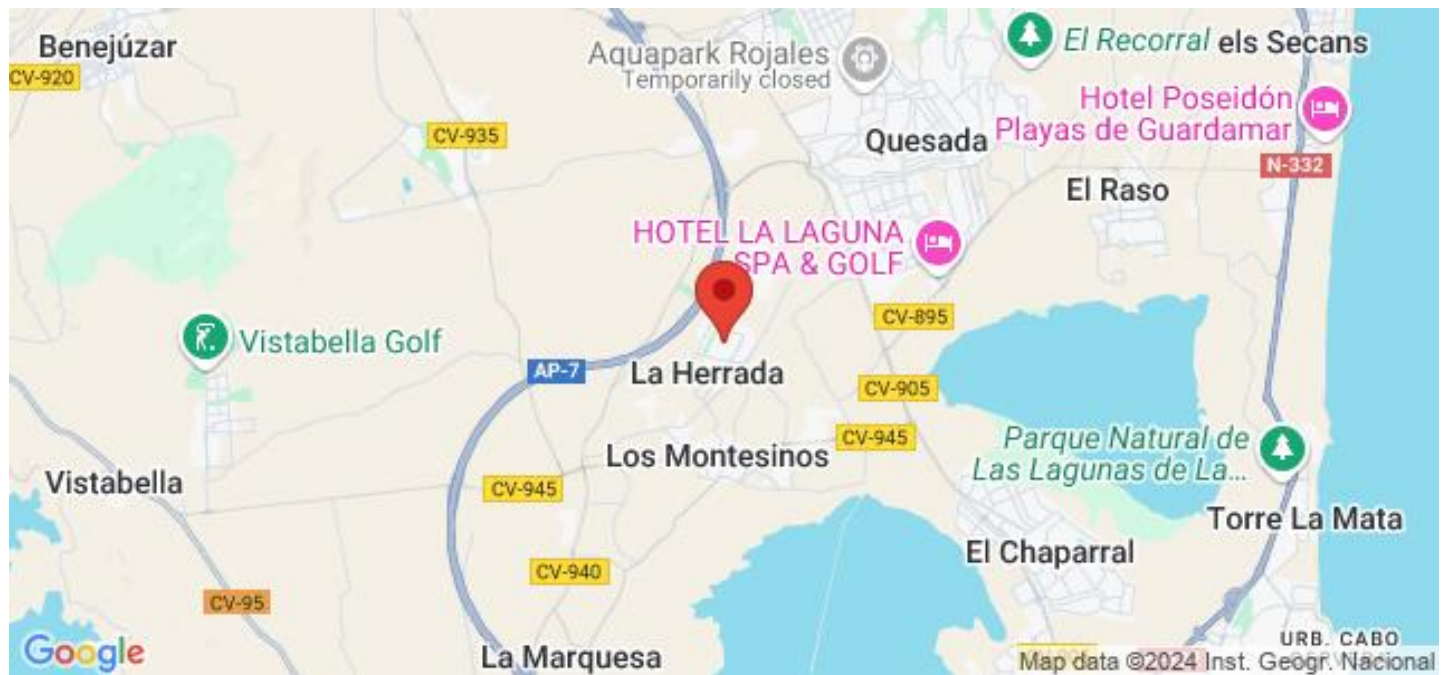 Benejúzar
CV-920
Aquapark Rojales
Temporarily closed
El Recorral
els Secans
Hotel Poseidón
Playas de Guardamar
CV-935
Quesada
N-332
El Raso
HOTEL LA LAGUNA
SPA & GOLF
CV-895
Vistabella Golf
AP-7
La Herrada
CV-905
CV-945
Parque Natural de
Las Lagunas de La...
Los Montesinos
Vistabella
CV-945
Torre La Mata
El Chaparral
CV-940
CV-95
URB. CABO
Google
La Marquesa
Map data ©2024 Inst. Geogr. Nacional